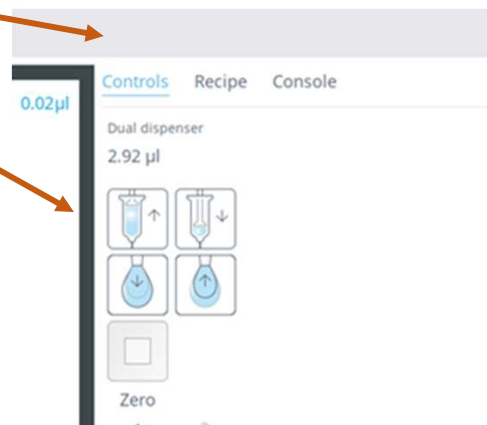 0.02µl
Controls Recipe Console
Dual dispenser
2.92 µl
Zero